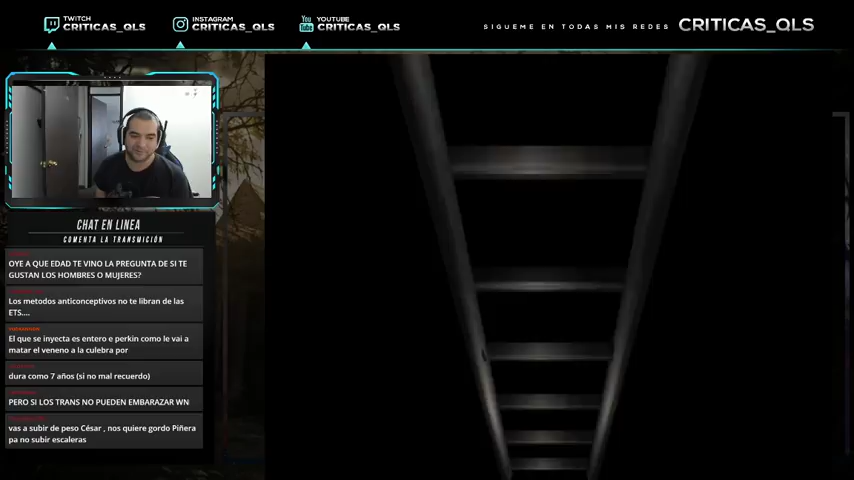 TWITCH
CRITICAS_QLS
INSTAGRAM
CRITICAS_QLS
YOUTUBE
CRITICAS_QLS
SIGUEME EN TODAS MIS REDES
CRITICAS_QLS
CHAT EN LINEA
COMENTA LA TRANSMICIÓN
OYE A QUE EDAD TE VINO LA PREGUNTA DE SI TE
GUSTAN LOS HOMBRES O MUJERES?
Los metodos anticonceptivos no te libran de las
ETS....
El que se inyecta es entero e perkin como le vai a
matar el veneno a la culebra por
dura como 7 años (si no mal recuerdo)
PERO SI LOS TRANS NO PUEDEN EMBARAZAR WN
vas a subir de peso César , nos quiere gordo Piñera
pa no subir escaleras